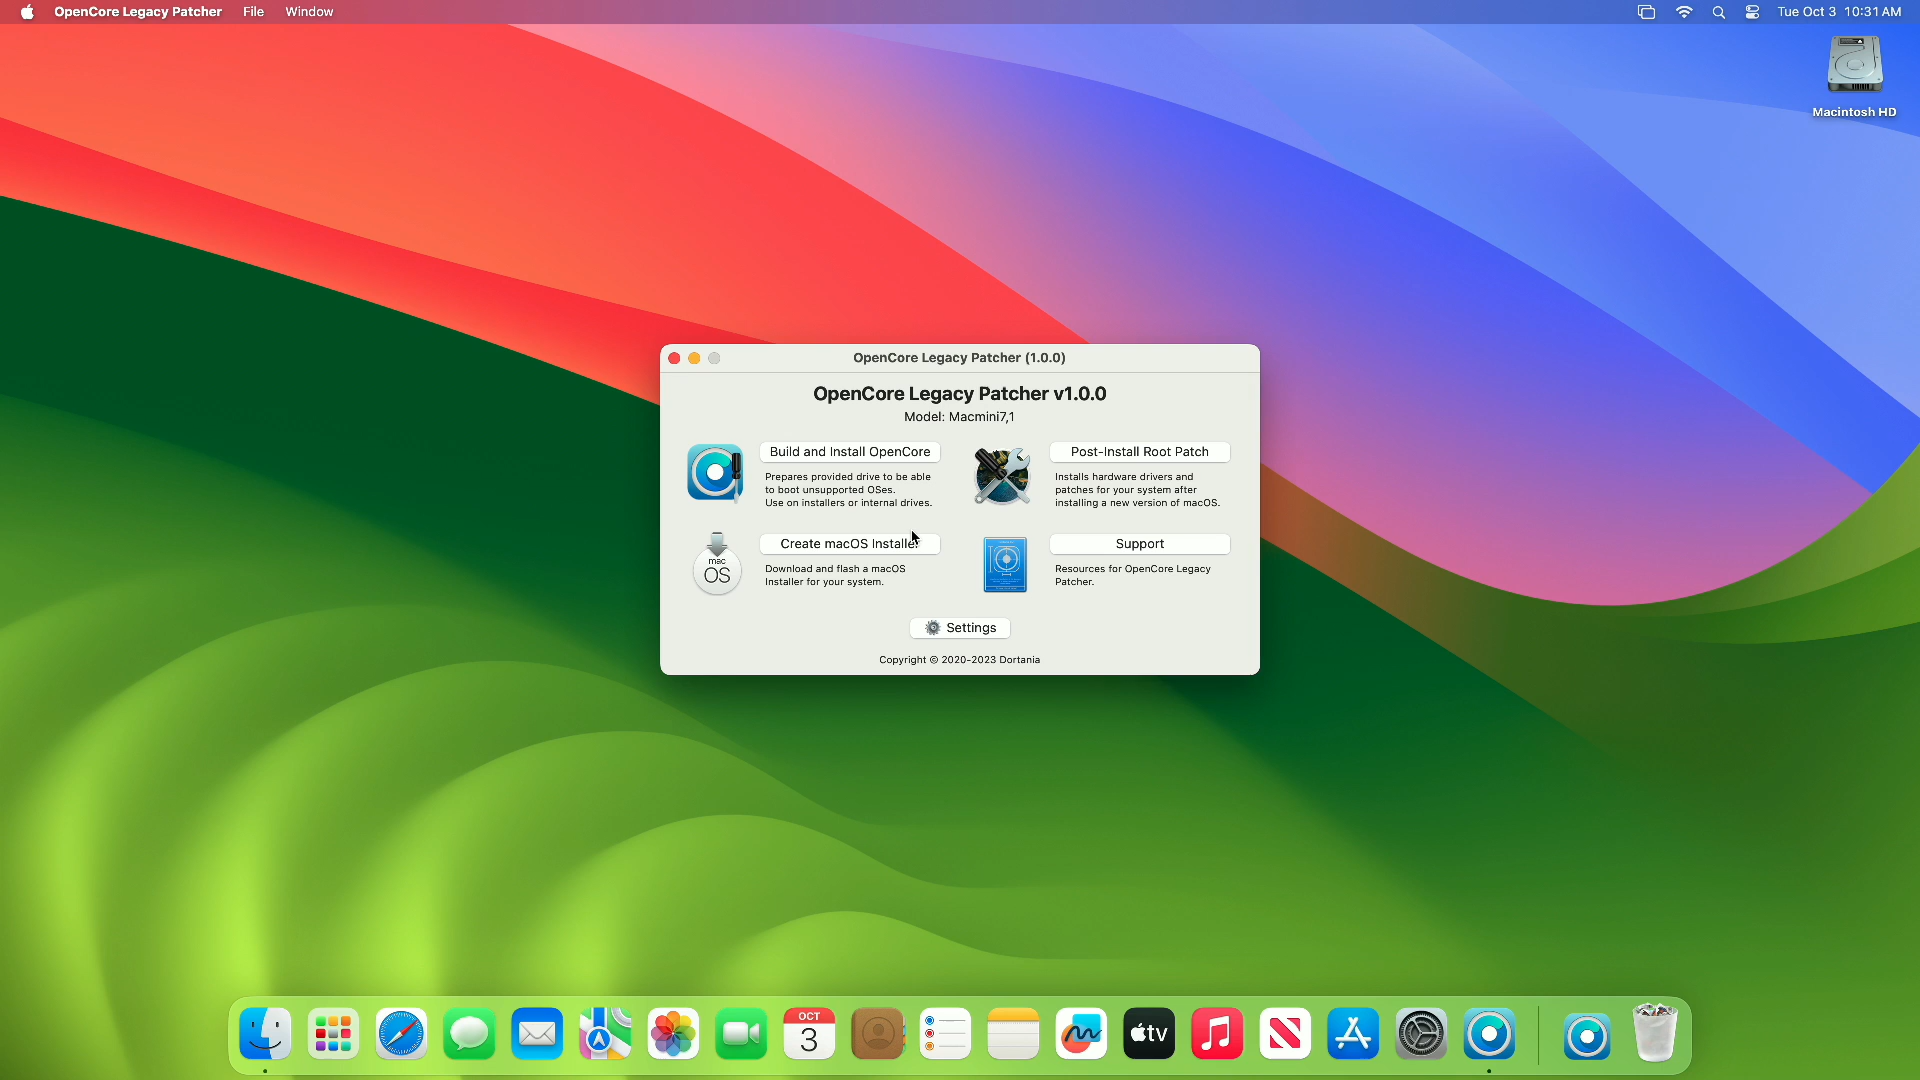 OpenCore Legacy Patcher File Window
Tue Oct 3 10:31 AM
Macintosh HD
OpenCore Legacy Patcher (1.0.0)
OpenCore Legacy Patcher v1.0.0
Model: Macmini7,1
Build and Install OpenCore
Prepares provided drive to be able
to boot unsupported OSes.
Use on installers or internal drives.
Post-Install Root Patch
Installs hardware drivers and
patches for your system after
installing a new version of macOS.
mac
OS
Create macOS Installer
Download and flash a macOS
Installer for your system.
Support
Resources for OpenCore Legacy
Patcher.
Settings
Copyright © 2020-2023 Dortania
OCT
3
tv